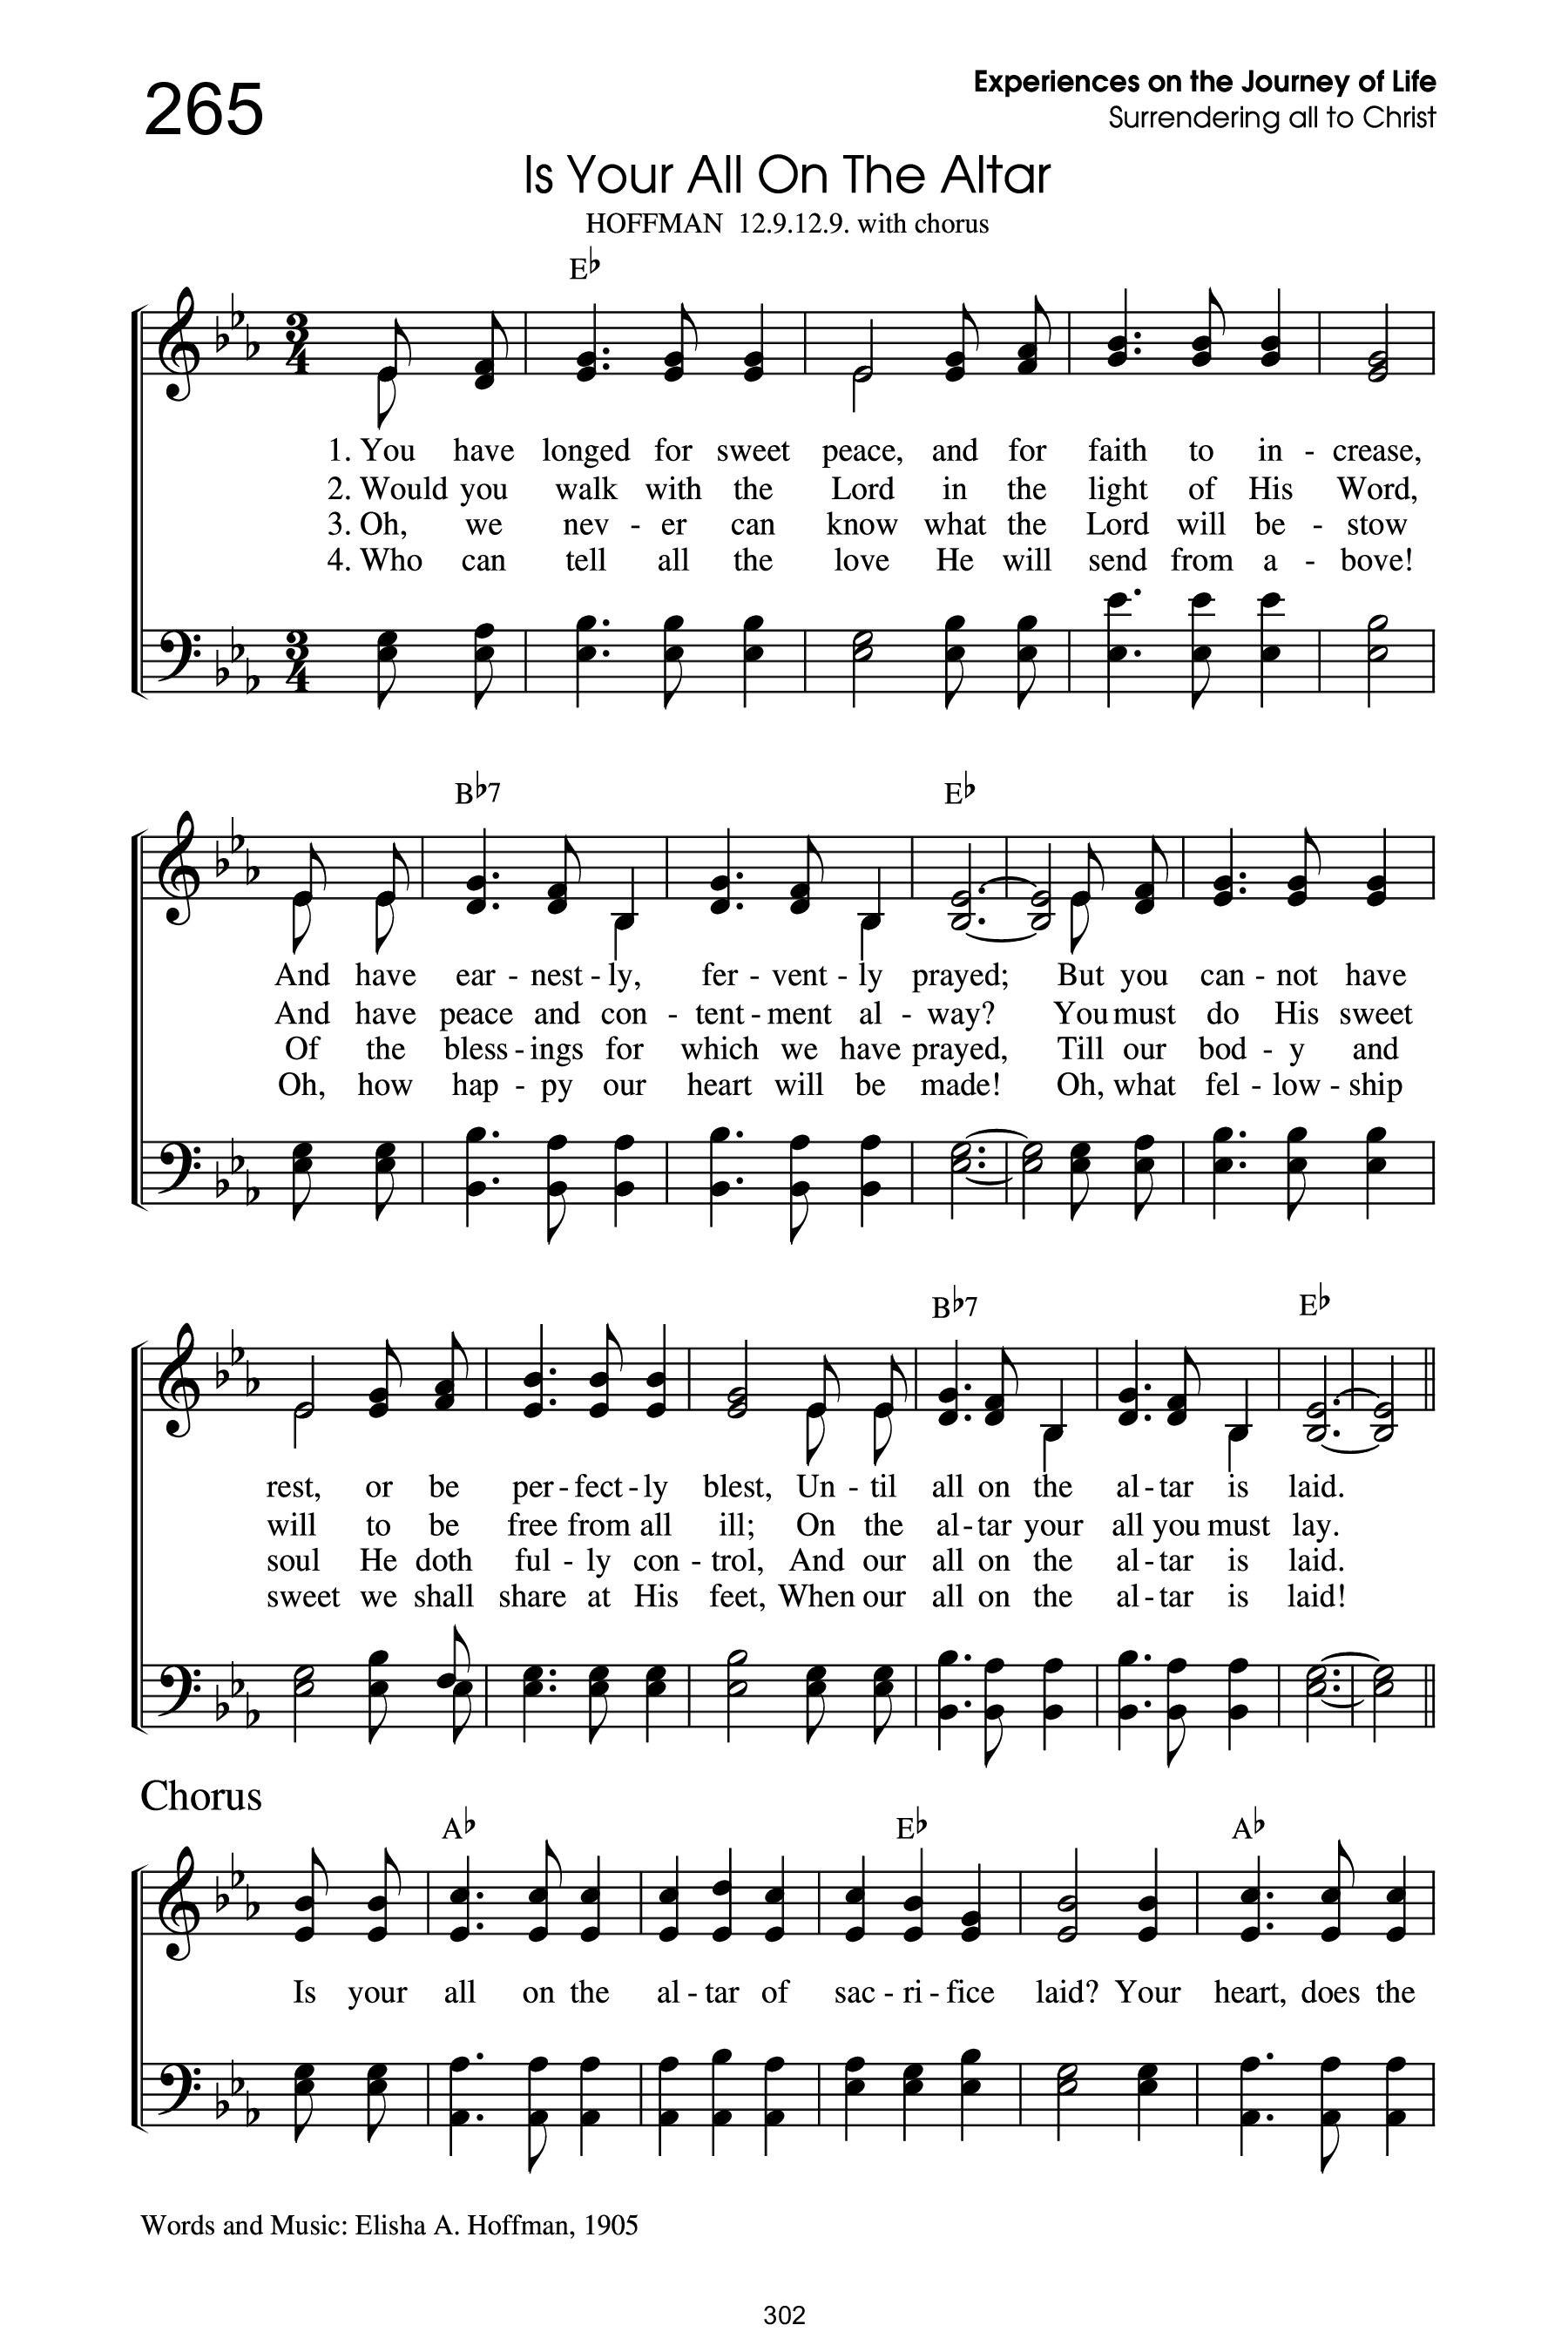 265
Experiences on the Journey of Life
Surrendering all to Christ
Is Your All On The Altar
HOFFMAN 12.9.12.9. with chorus
E♭
3/4
1. You have longed for sweet peace, and for faith to in - crease,
2. Would you walk with the Lord in the light of His Word,
3. Oh, we nev - er can know what the Lord will be - stow
4. Who can tell all the love He will send from a - bove!
3/4
B♭7 E♭
And have ear - nest - ly, fer - vent - ly prayed; But you can - not have
And have peace and con - tent - ment al - way? You must do His sweet
Of the bless - ings for which we have prayed, Till our bod - y and
Oh, how hap - py our heart will be made! Oh, what fel - low - ship
B♭7 E♭
rest, or be per - fect - ly blest, Un - til all on the al - tar is laid.
will to be free from all ill; On the al - tar your all you must lay.
soul He doth ful - ly con - trol, And our all on the al - tar is laid.
sweet we shall share at His feet, When our all on the al - tar is laid!
Chorus
A♭ E♭ A♭
Is your all on the al - tar of sac - ri - fice laid? Your heart, does the
Words and Music: Elisha A. Hoffman, 1905
302